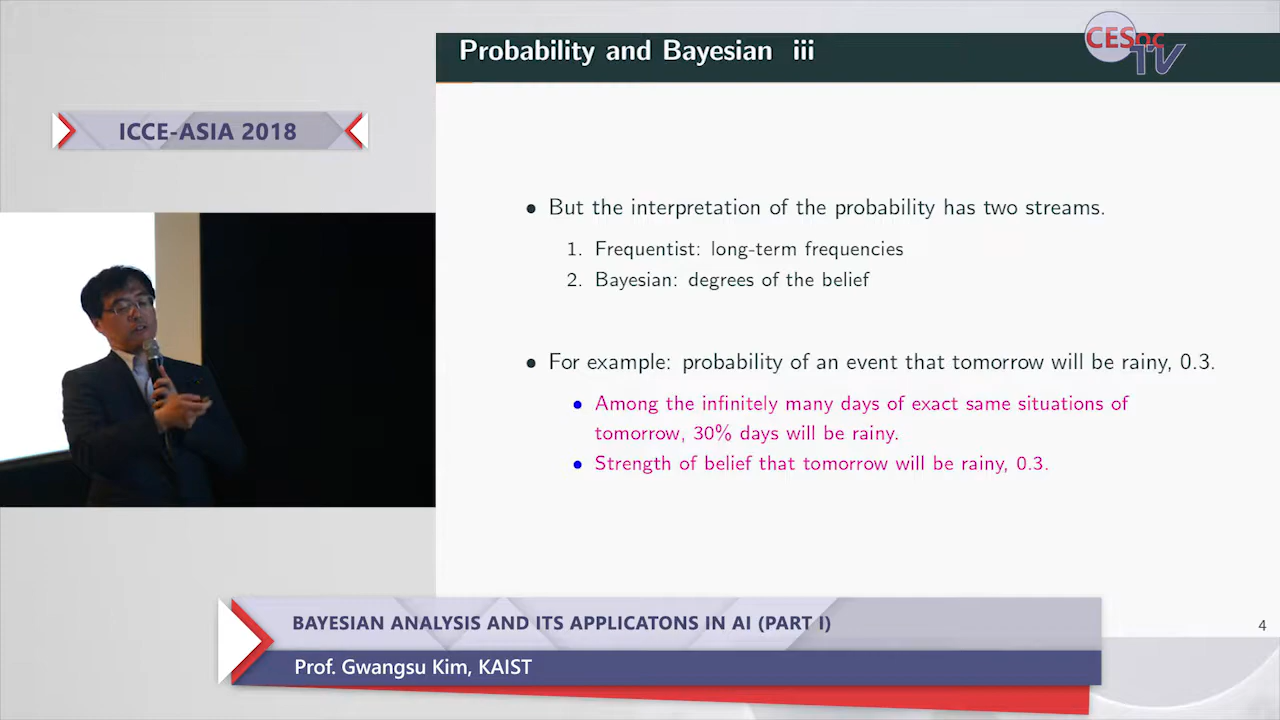 Probability and Bayesian iii
CESoc
TV
ICCE-ASIA 2018
• But the interpretation of the probability has two streams.
1. Frequentist: long-term frequencies
2. Bayesian: degrees of the belief
• For example: probability of an event that tomorrow will be rainy, 0.3.
• Among the infinitely many days of exact same situations of
tomorrow, 30% days will be rainy.
• Strength of belief that tomorrow will be rainy, 0.3.
BAYESIAN ANALYSIS AND ITS APPLICATONS IN AI (PART I)
4
Prof. Gwangsu Kim, KAIST